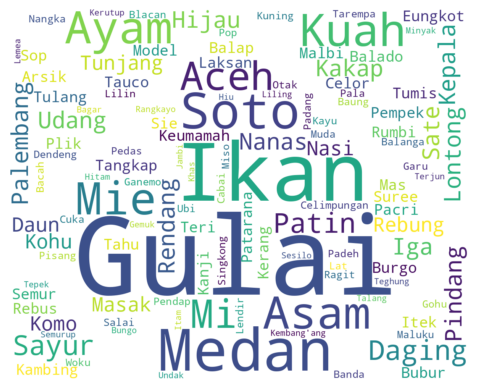 Nangka
Kerutup
Blacan
Hijau
Pop
Kuning
Tarempa
Eungkot
Minyak
Ayam
Kuah
Lemea
Sop
Tunjang
Model
Balap
Malbi
Balado
Kepala
Arsik
Tauco
Laksan
Aceh
Kakap
Celor
Tumis
Tulang
Lilin
Otak
Pala
Baung
Pempek
Palembang
Bagar
Rangkayo
Soto
Hiu
Liling
Padang
Kayu
Balanga
Udang
Sie
Keumamah
Nanas
Nasi
Muda
Sate
Rumbi
Lontong
Plik
Pedas
Dendeng
Tangkap
Ikan
Garu
Terjun
Bacah
Hitam
Ganemo
Rendang
Jambi
Khas
Cabai
Miso
Mas
Suree
Pacri
Daun
Cuka
Ubi
Mie
Celimpungan
Patin
Rebung
Kohu
Pisang
Gemuk
Teri
Gulai
Patarana
Sesilo
Padeh
Iga
Tahu
Kanji
Singkong
Kerang
Lat
Ragit
Burgo
Pindang
Tepek
Semur
Masak
Pendap
Asam
Talang
Teghung
Gohu
Rebus
Komo
Salai
Bungo
Itam
Mi
Lendir
Kembang'ang
Itek
Maluku
Semurup
Sayur
Woku
Medan
Daging
Kambing
Undak
Banda
Bubur